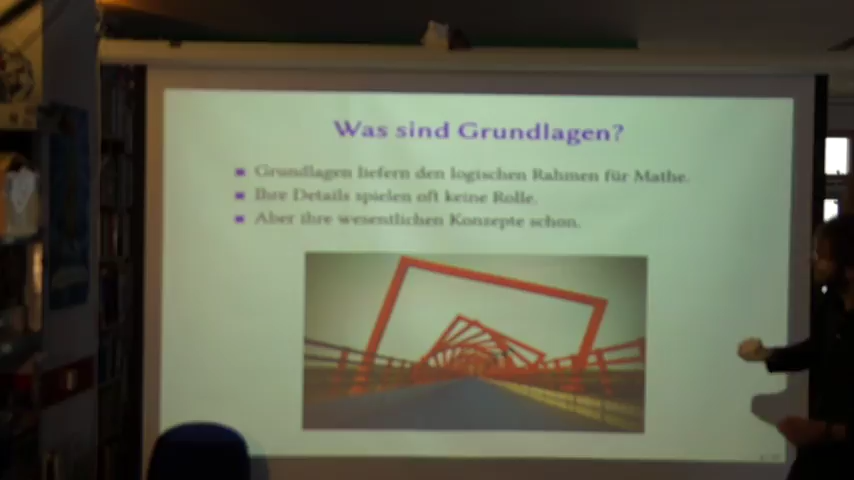 Was sind Grundlagen?
Grundlagen liefern den logischen Rahmen für Mathe.
Ihre Details spielen oft keine Rolle.
Aber ihre wesentlichen Konzepte schon.